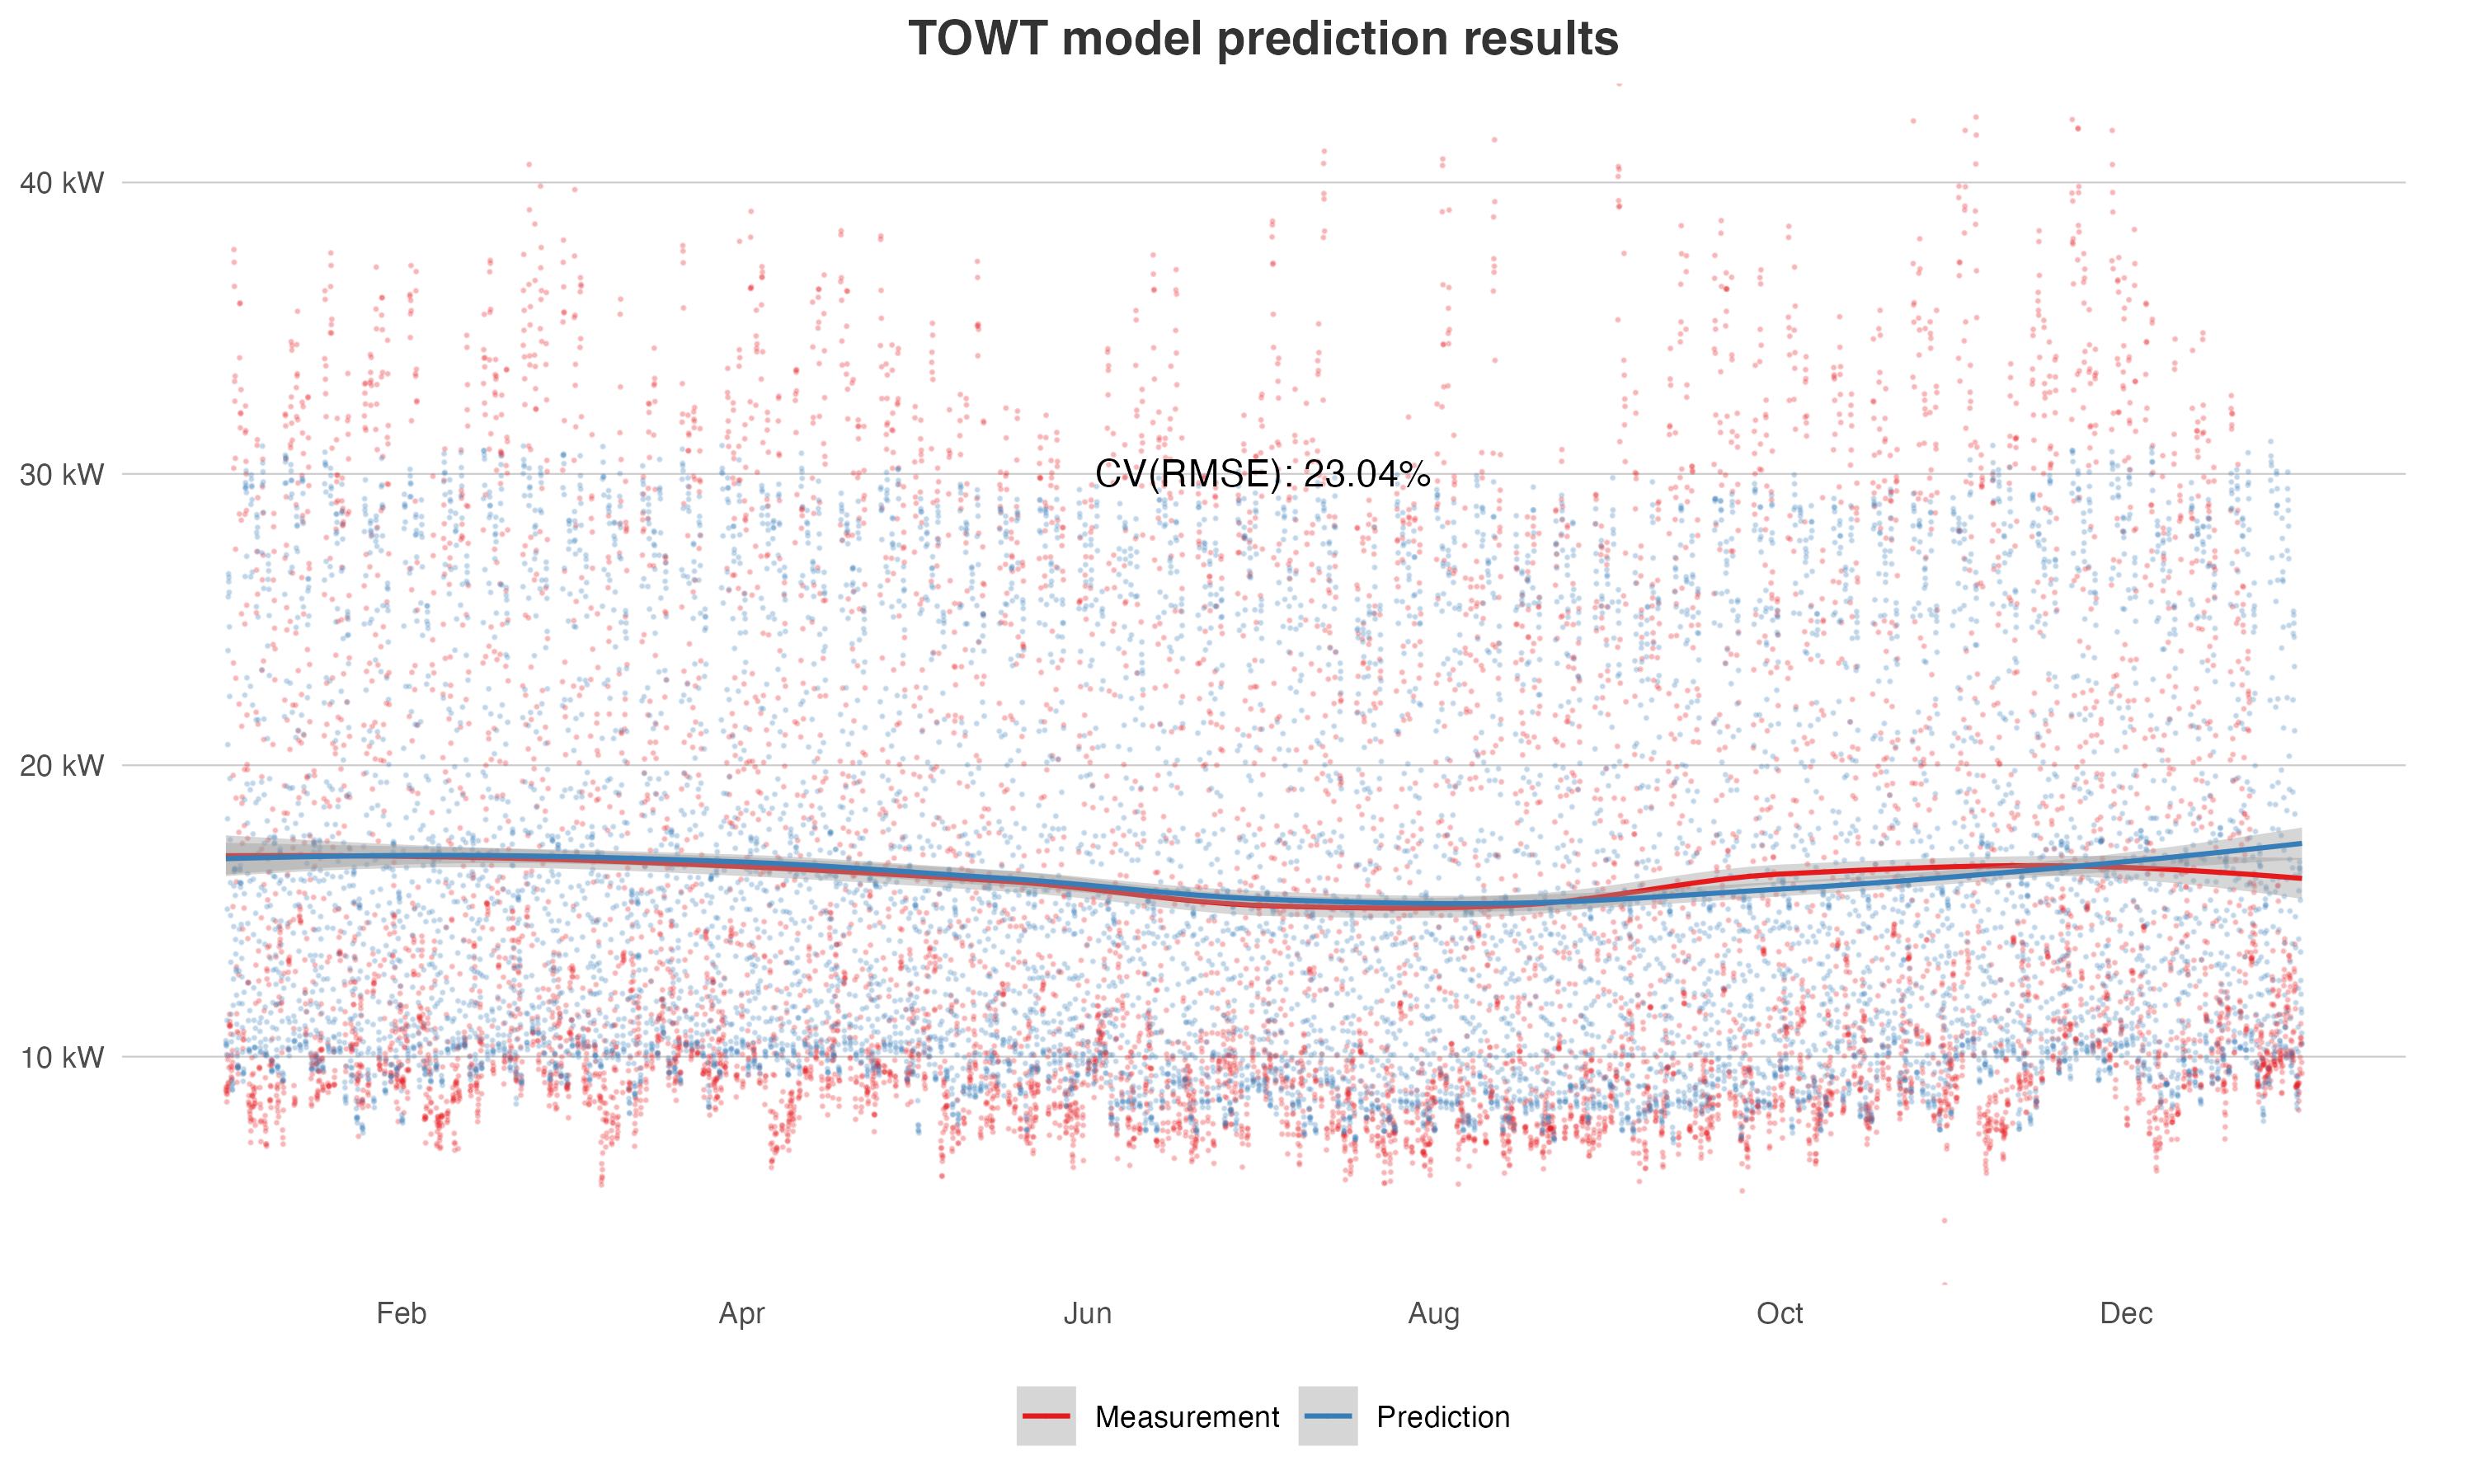 TOWT model prediction results
40 kW
30 kW
CV(RMSE): 23.04%
20 kW
10 kW
Feb Apr Jun Aug Oct Dec
Measurement Prediction